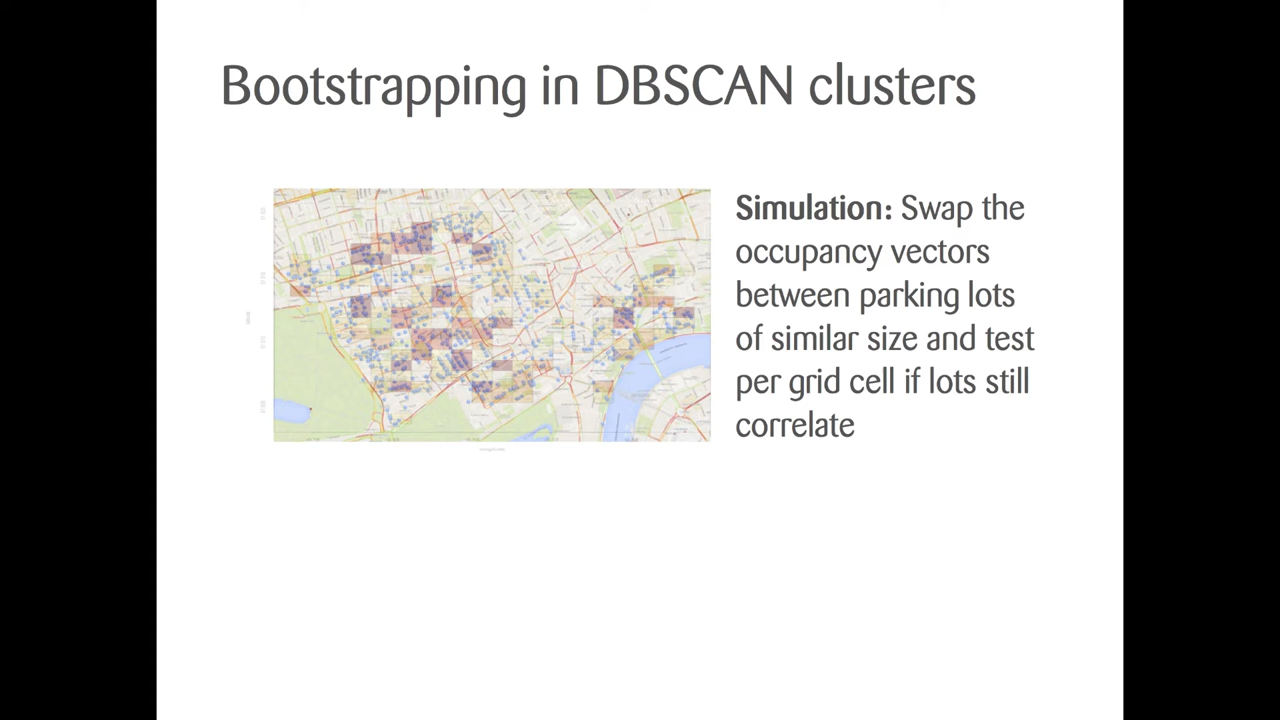 Bootstrapping in DBSCAN clusters
Simulation: Swap the
occupancy vectors
between parking lots
of similar size and test
per grid cell if lots still
correlate